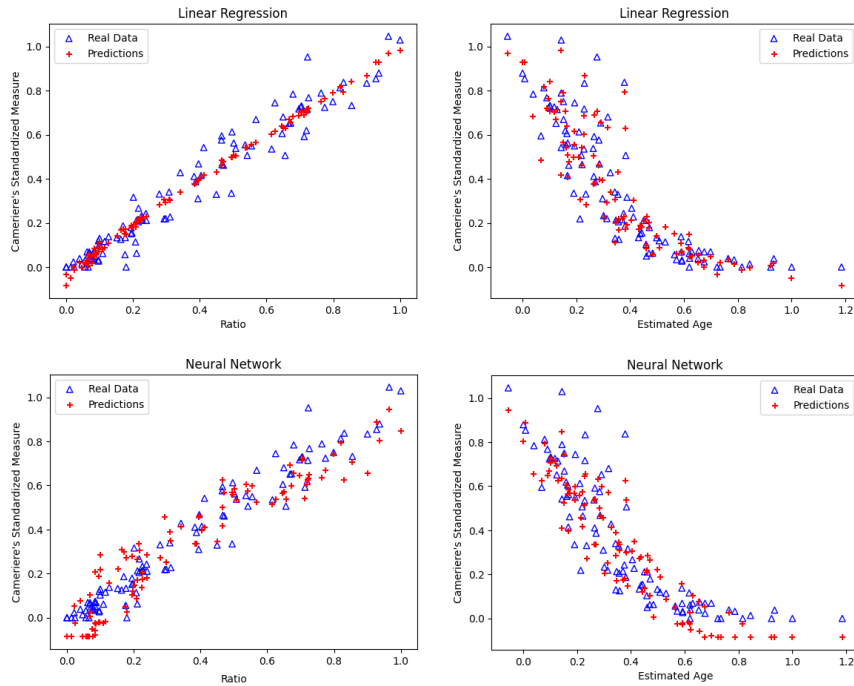 Linear Regression
Real Data
Predictions
1.0
0.8
0.6
0.4
0.2
0.0
Cameriere's Standardized Measure
0.0 0.2 0.4 0.6 0.8 1.0
Ratio
Linear Regression
Real Data
Predictions
1.0
0.8
0.6
0.4
0.2
0.0
Cameriere's Standardized Measure
0.0 0.2 0.4 0.6 0.8 1.0 1.2
Estimated Age
Neural Network
Real Data
Predictions
1.0
0.8
0.6
0.4
0.2
0.0
Cameriere's Standardized Measure
0.0 0.2 0.4 0.6 0.8 1.0
Ratio
Neural Network
Real Data
Predictions
1.0
0.8
0.6
0.4
0.2
0.0
Cameriere's Standardized Measure
0.0 0.2 0.4 0.6 0.8 1.0 1.2
Estimated Age